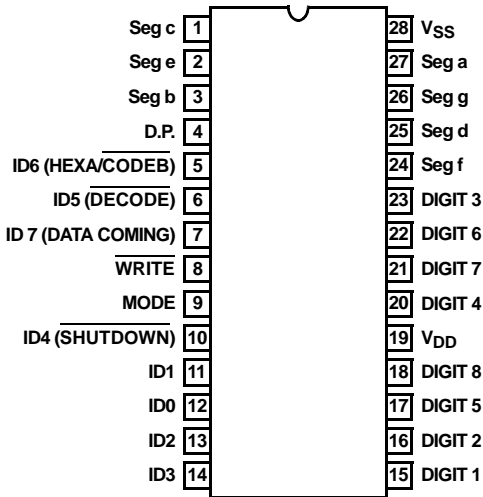 Seg c 1 28 VSS
Seg e 2 27 Seg a
Seg b 3 26 Seg g
D.P. 4 25 Seg d
ID6 (HEXA/CODEB) 5 24 Seg f
ID5 (DECODE) 6 23 DIGIT 3
ID 7 (DATA COMING) 7 22 DIGIT 6
WRITE 8 21 DIGIT 7
MODE 9 20 DIGIT 4
ID4 (SHUTDOWN) 10 19 VDD
ID1 11 18 DIGIT 8
ID0 12 17 DIGIT 5
ID2 13 16 DIGIT 2
ID3 14 15 DIGIT 1